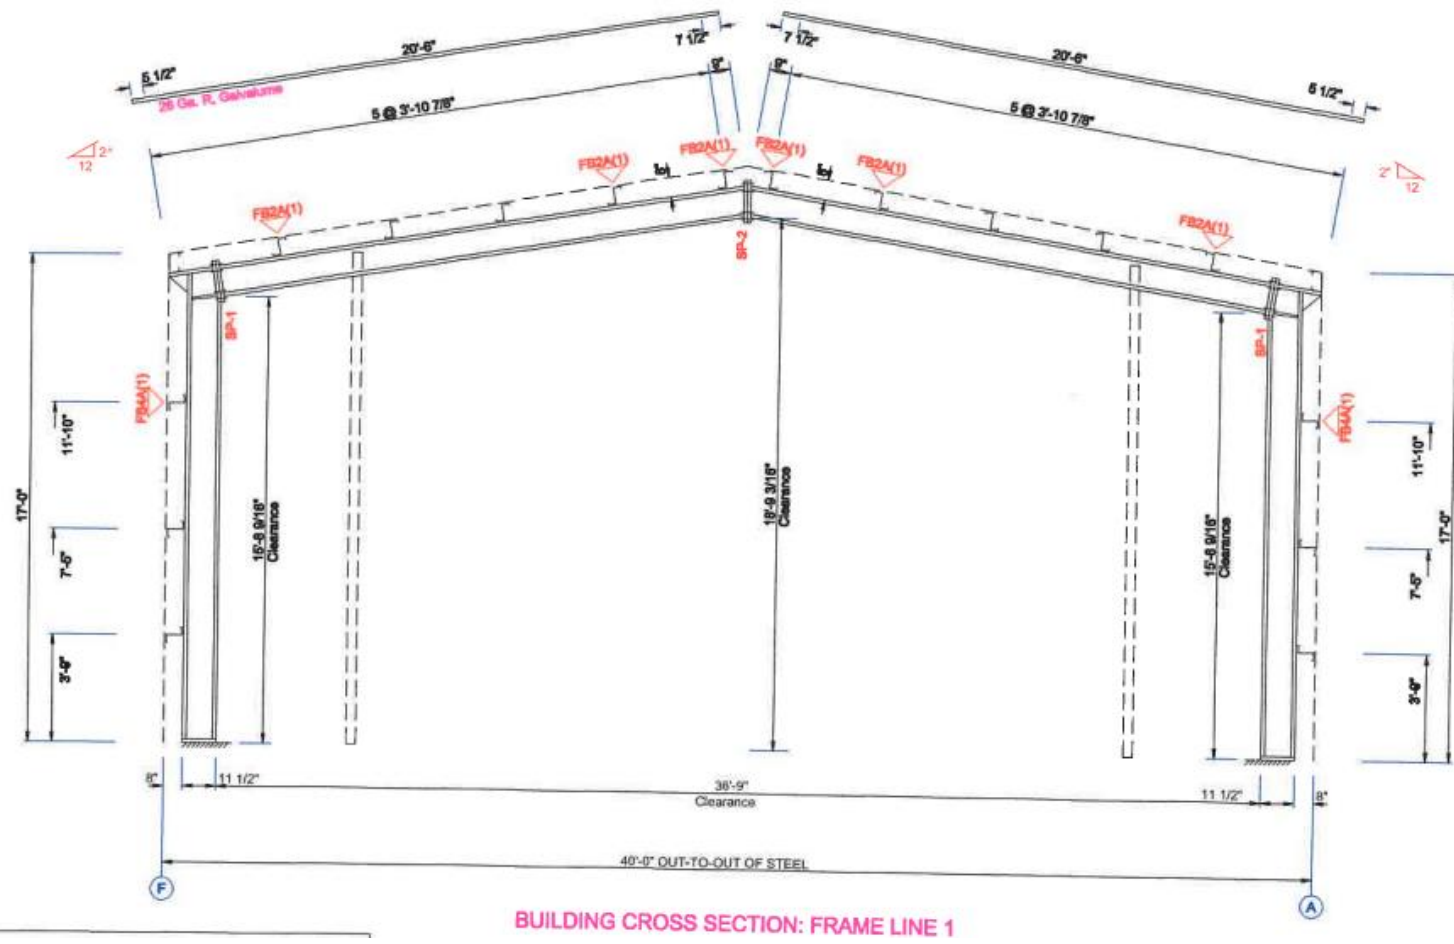 20'-6"
7 1/2"
7 1/2"
20'-6"
5 1/2"
26 Ga. R, Galvalume
9"
9"
5 1/2"
5 @ 3'-10 7/8"
5 @ 3'-10 7/8"
2"
12
2"
12
FB2A(1)
FB2A(1)
FB2A(1)
FB2A(1)
FB2A(1)
FB2A(1)
SP-2
SP-1
SP-1
FB4A(1)
FB4A(1)
11'-10"
11'-10"
17'-0"
17'-0"
15'-8 9/16"
Clearance
18'-9 3/16"
Clearance
15'-8 9/16"
Clearance
7'-5"
7'-5"
3'-9"
3'-9"
8"
11 1/2"
36'-9"
Clearance
11 1/2"
8"
40'-0" OUT-TO-OUT OF STEEL
F
A
BUILDING CROSS SECTION: FRAME LINE 1